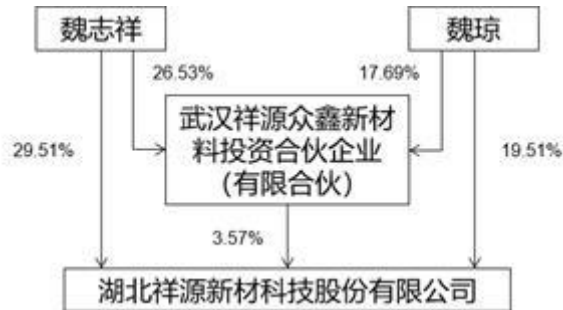 魏志祥
魏琼
26.53%
17.69%
武汉祥源众鑫新材
料投资合伙企业
（有限合伙）
29.51%
19.51%
3.57%
湖北祥源新材科技股份有限公司